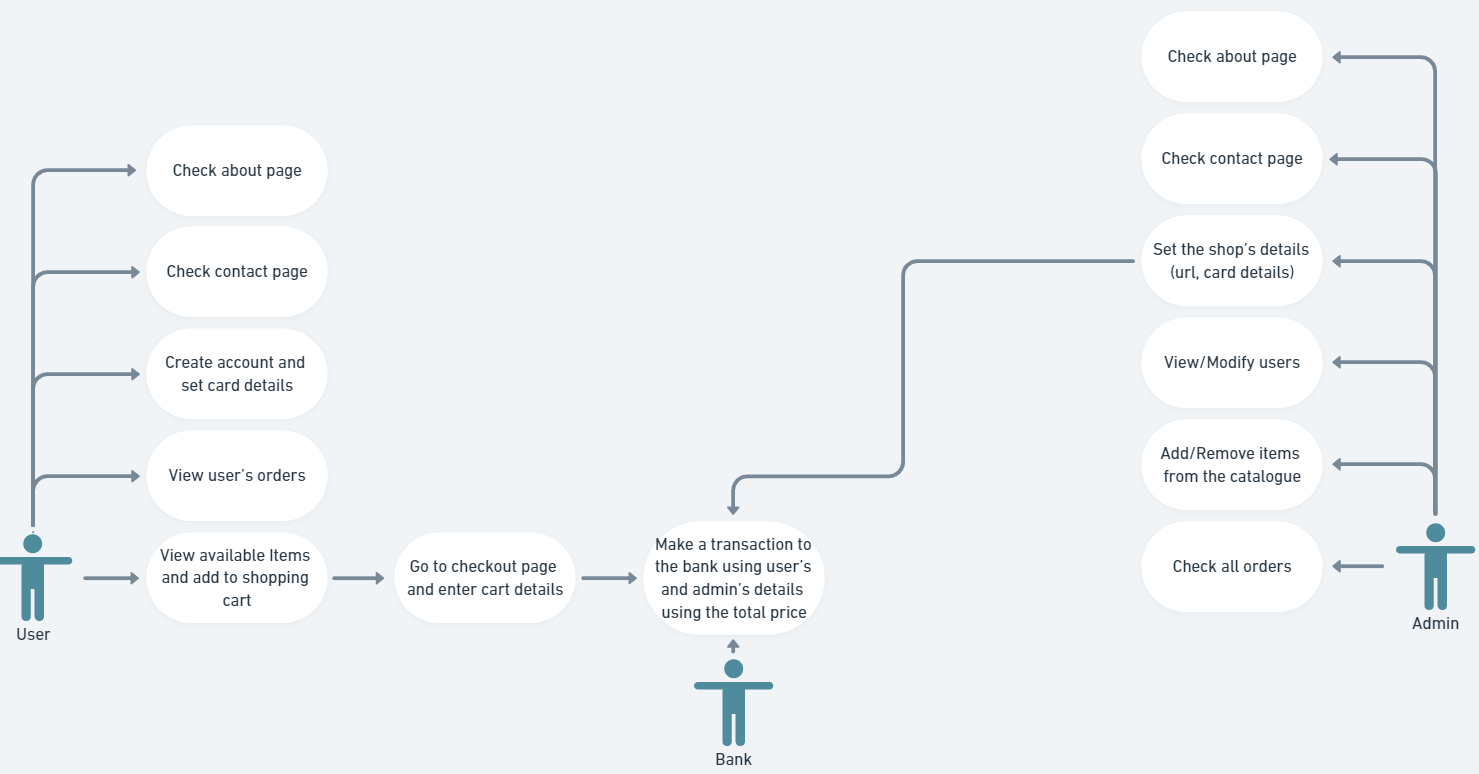 Check about page
Check contact page
Create account and
set card details
View user's orders
View available Items
and add to shopping
cart
User
Go to checkout page
and enter cart details
Make a transaction to
the bank using user's
and admin's details
using the total price
Bank
Check about page
Check contact page
Set the shop's details
(url, card details)
View/Modify users
Add/Remove items
from the catalogue
Check all orders
Admin